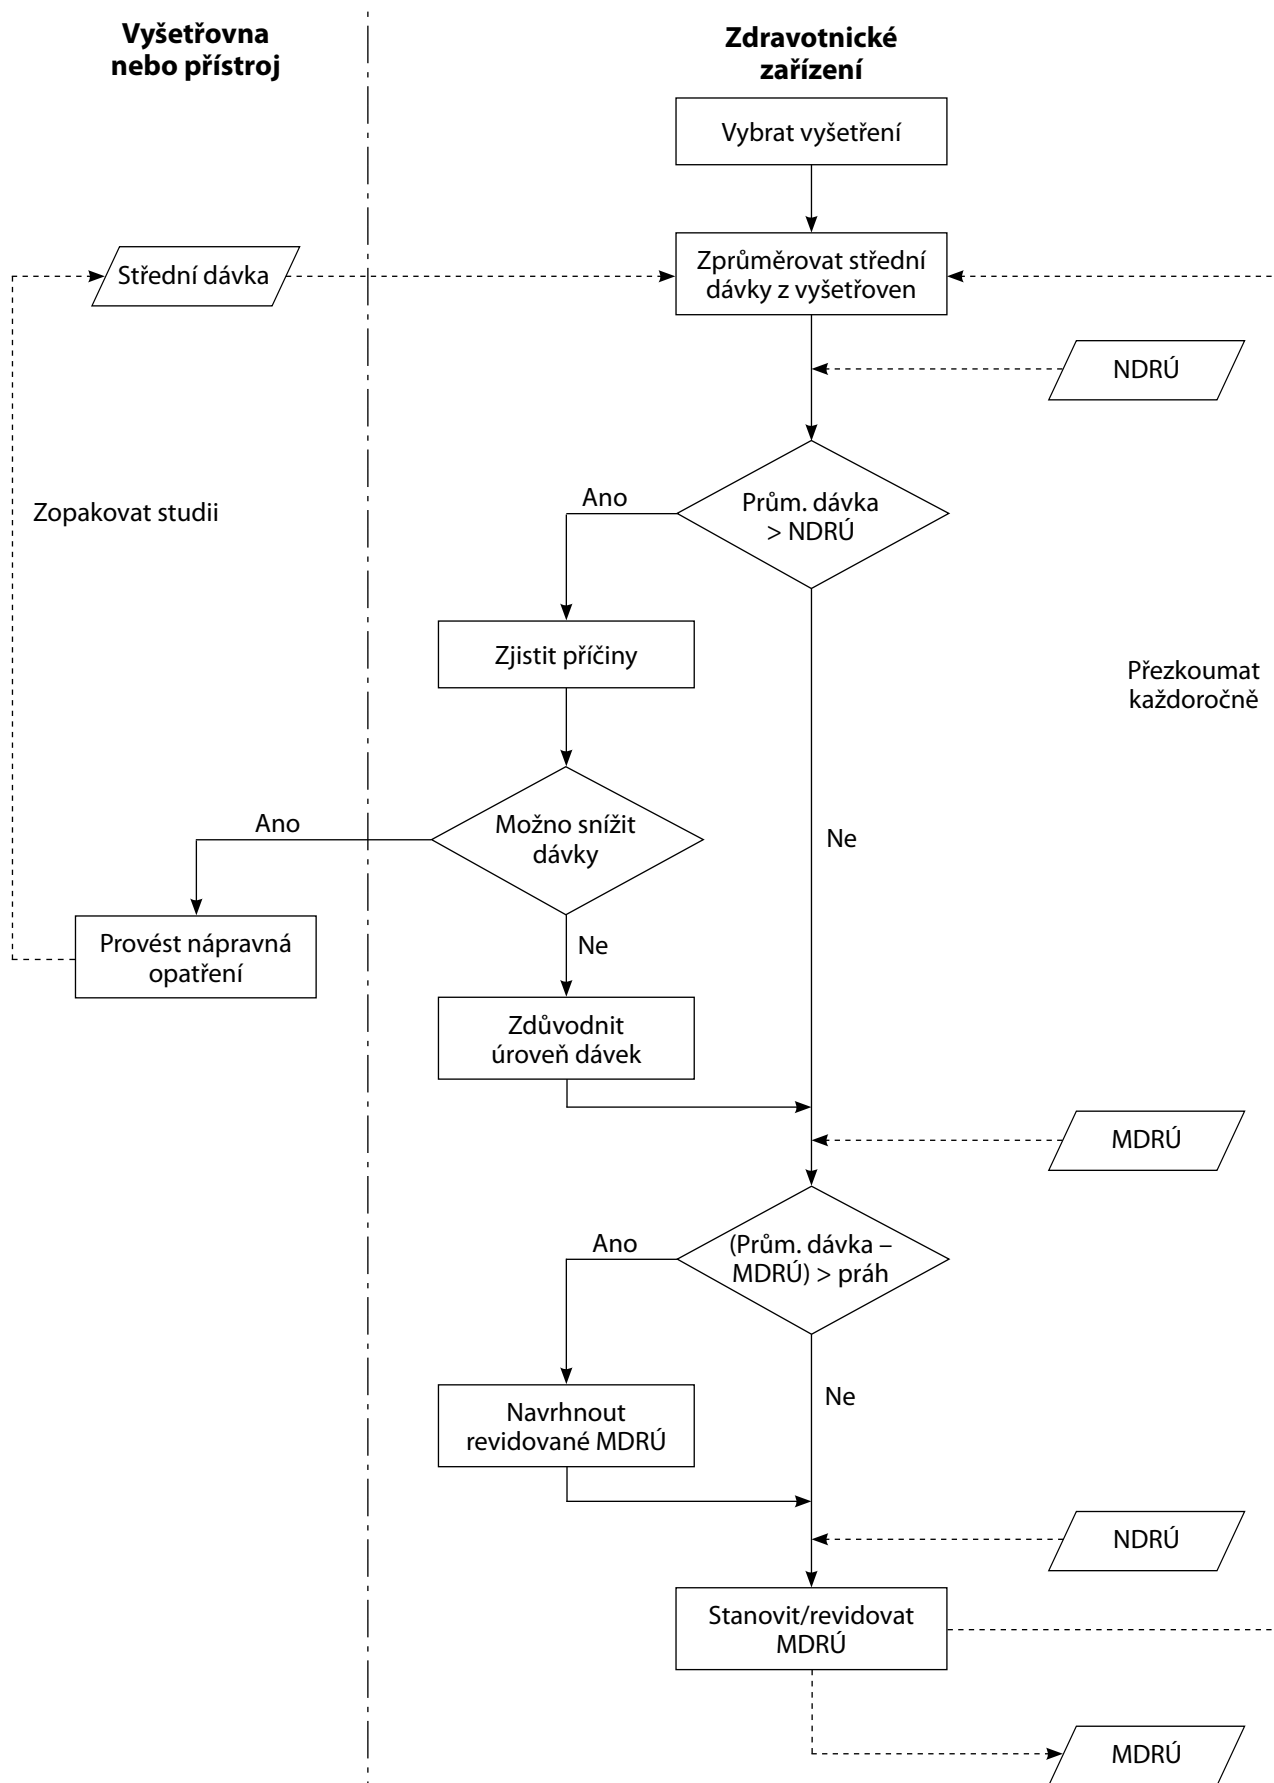 Vyšetřovna
nebo přístroj
Zdravotnické
zařízení
Vybrat vyšetření
Střední dávka
Zprůměrovat střední
dávky z vyšetřoven
NDRÚ
Ano
Prům. dávka
> NDRÚ
Zopakovat studii
Zjistit příčiny
Přezkoumat
každoročně
Ano
Možno snížit
dávky
Ne
Provést nápravná
opatření
Ne
Zdůvodnit
úroveň dávek
MDRÚ
Ano
(Prům. dávka –
MDRÚ) > práh
Navrhnout
revidované MDRÚ
Ne
NDRÚ
Stanovit/revidovat
MDRÚ
MDRÚ